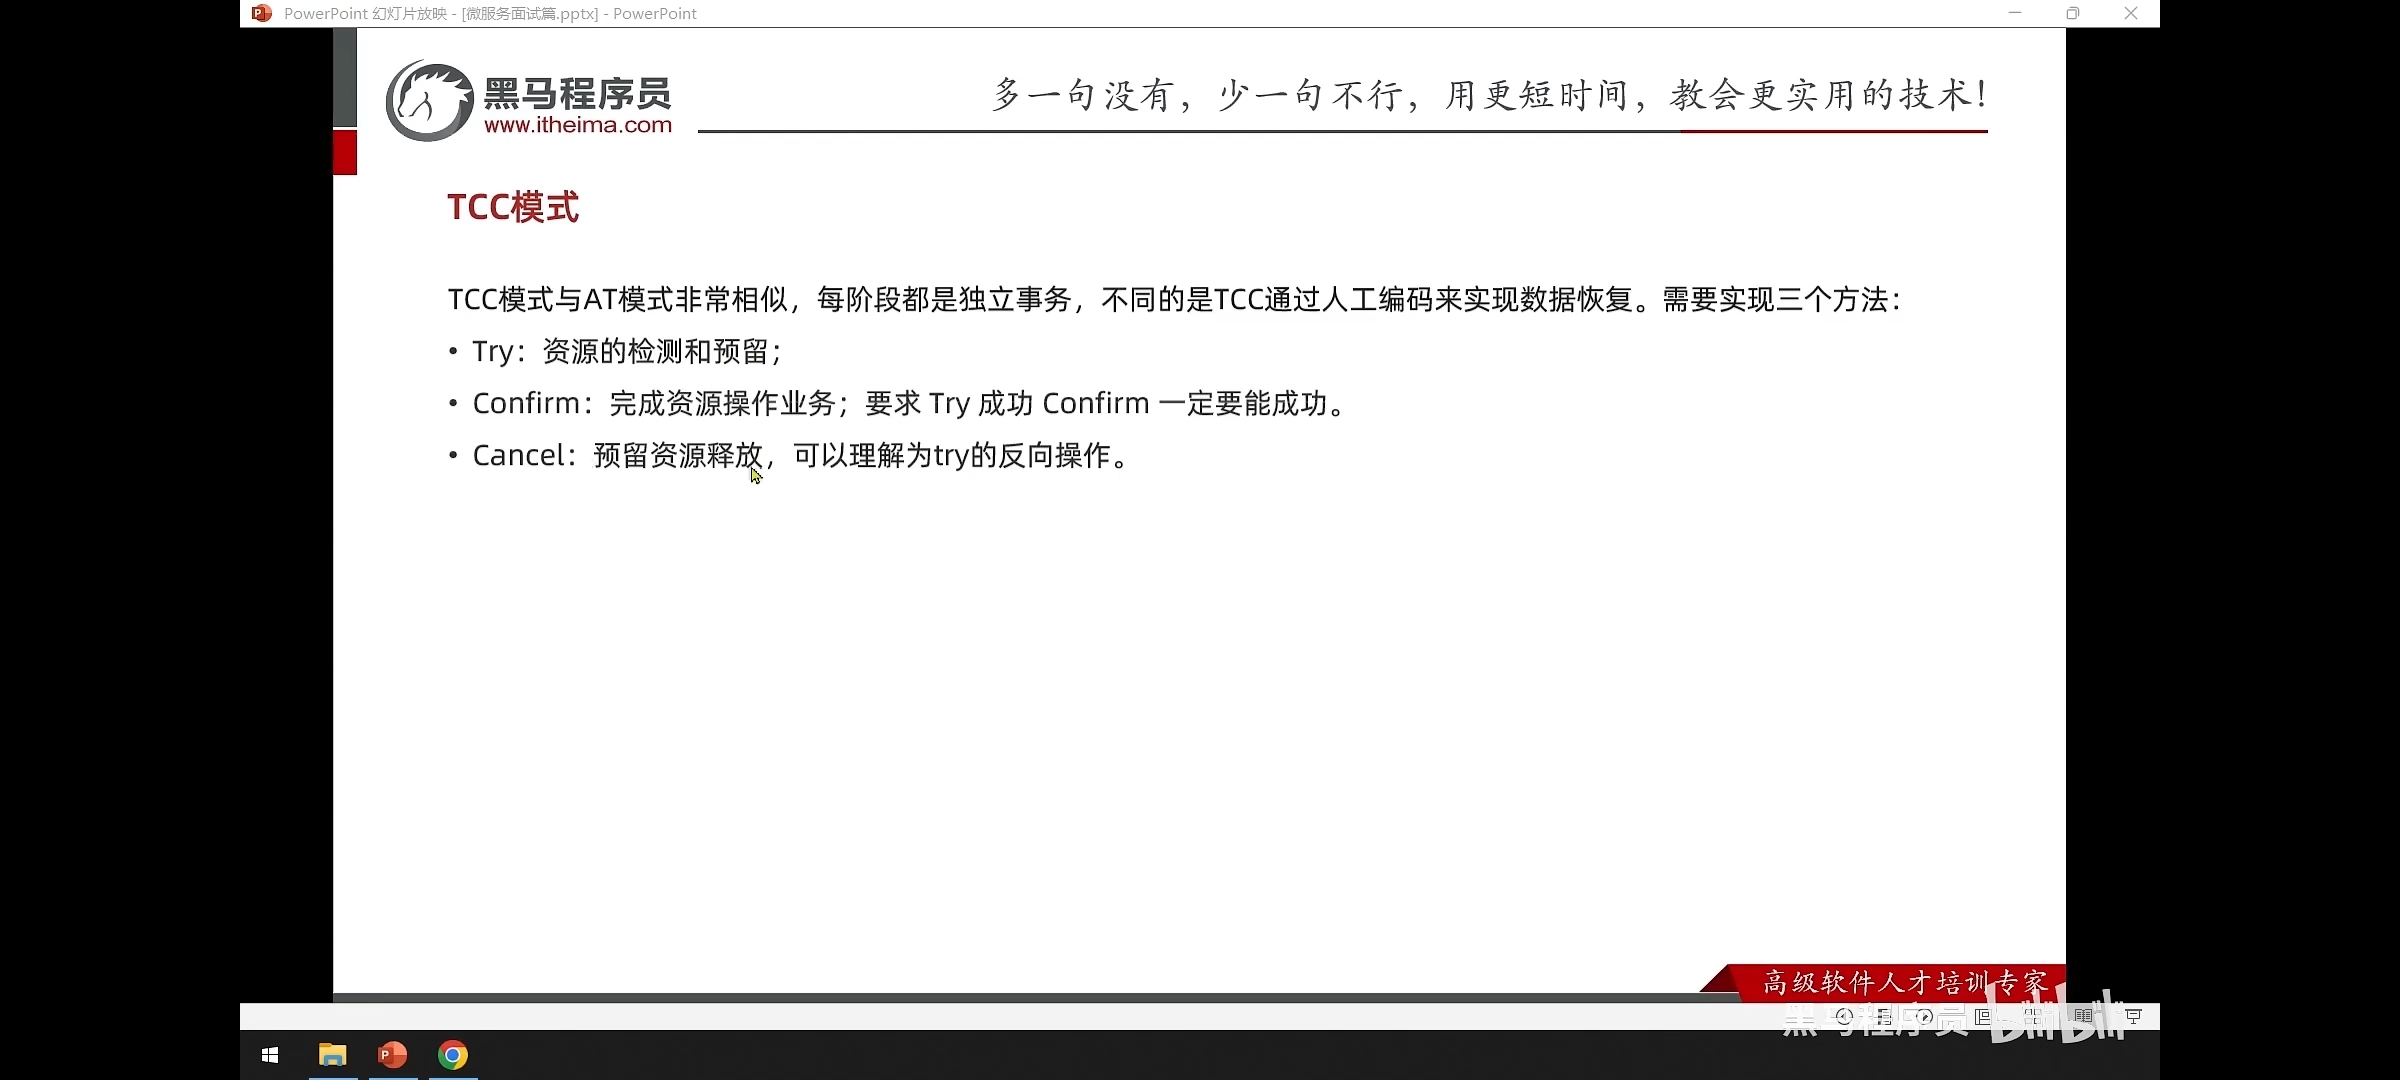 PowerPoint 幻灯片放映 - [微服务面试篇.pptx] - PowerPoint
黑马程序员
www.itheima.com
多一句没有，少一句不行，用更短时间，教会更实用的技术！
TCC模式
TCC模式与AT模式非常相似，每阶段都是独立事务，不同的是TCC通过人工编码来实现数据恢复。需要实现三个方法：
• Try：资源的检测和预留；
• Confirm：完成资源操作业务；要求 Try 成功 Confirm 一定要能成功。
• Cancel：预留资源释放，可以理解为try的反向操作。
高级软件人才培训专家
黑马程序员 bilibili